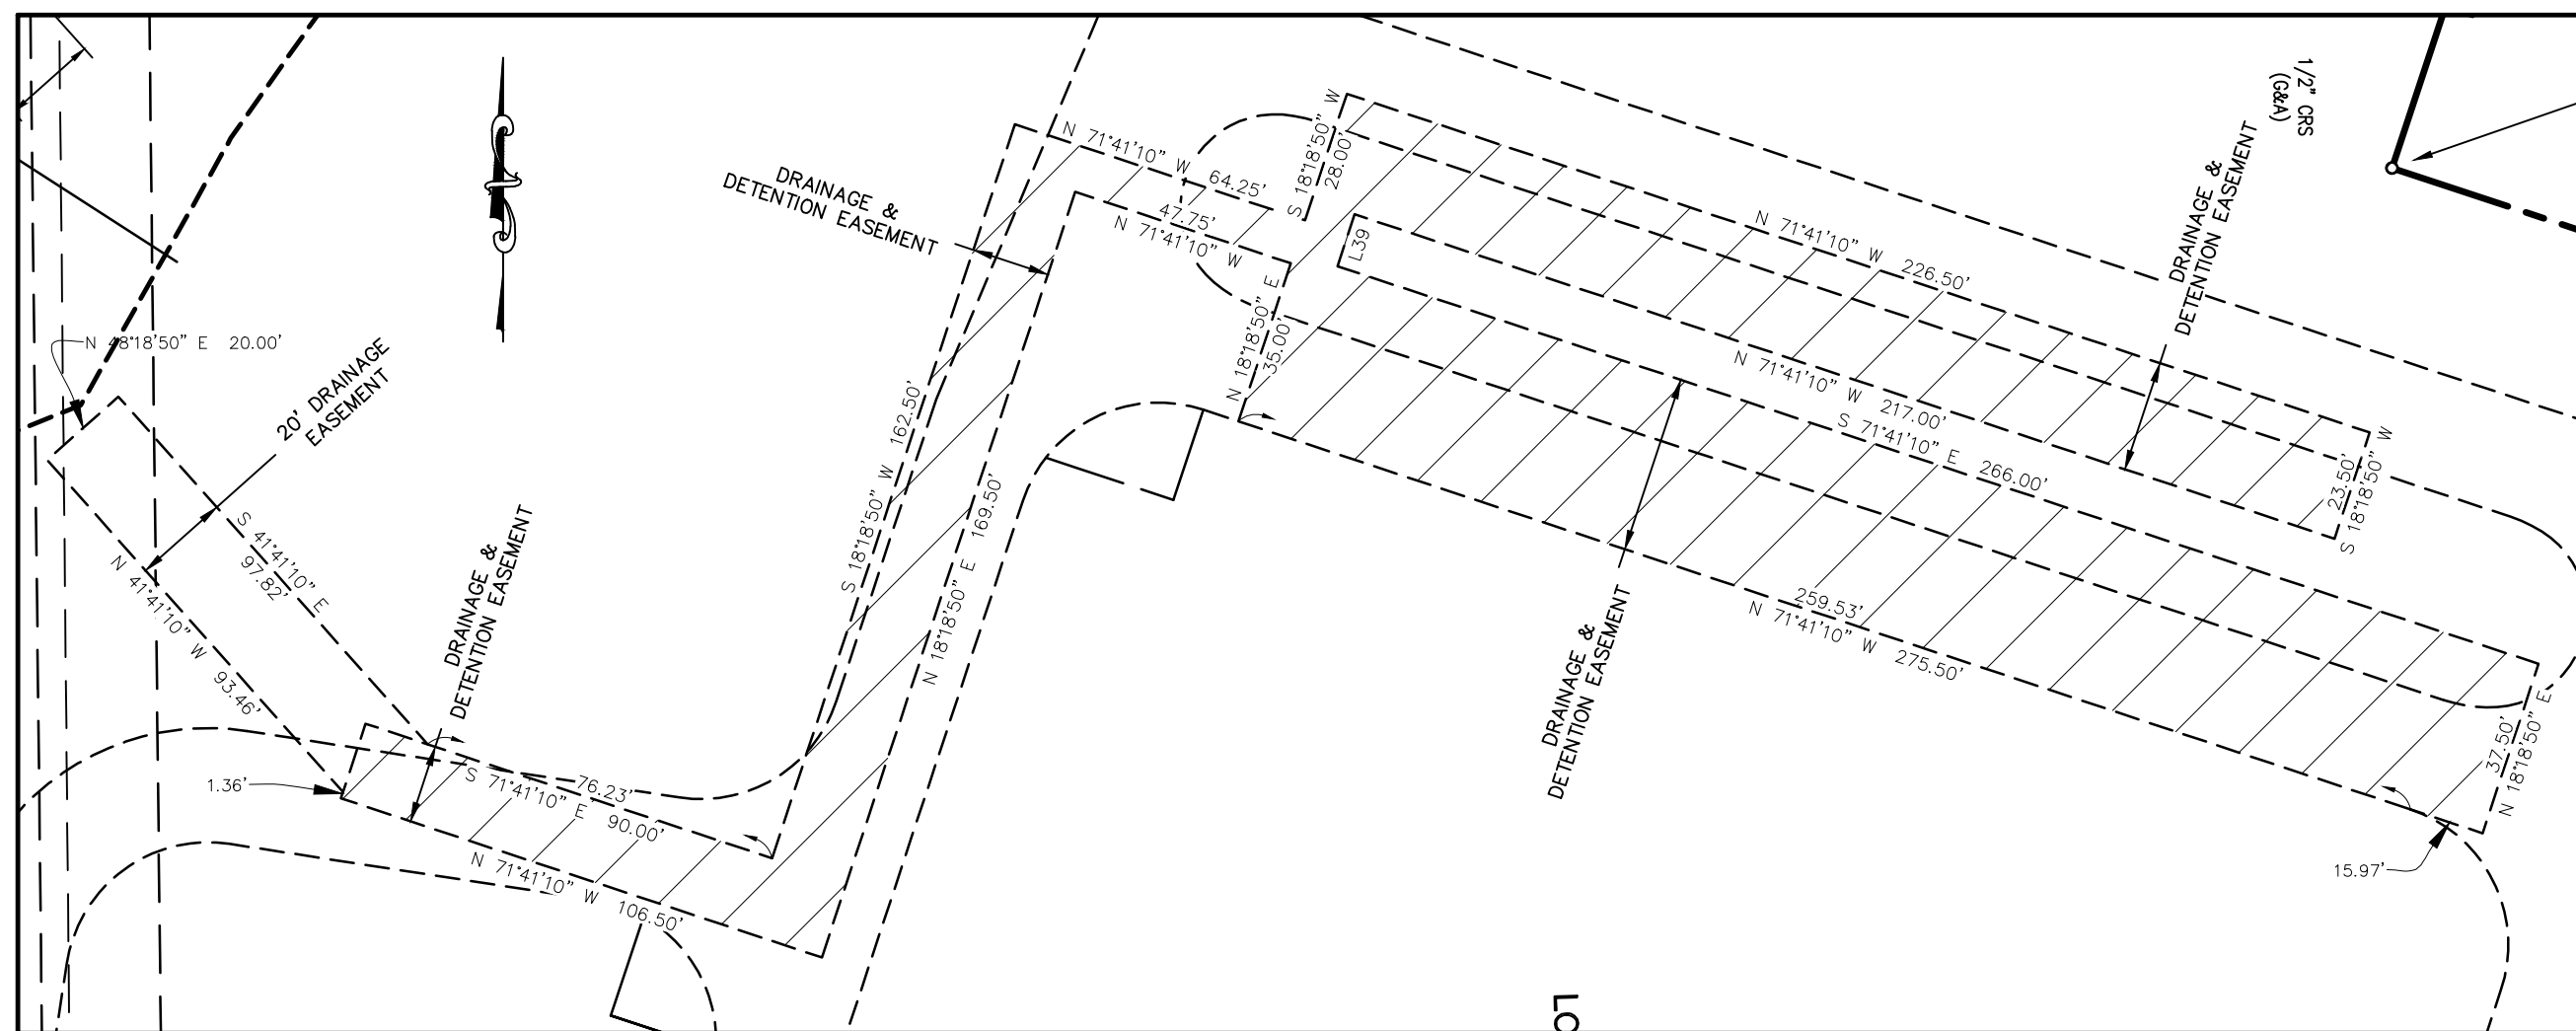 1/2" CRS
(G&A)
DRAINAGE &
DETENTION EASEMENT
N 71°41'10" W 64.25'
47.75'
N 71°41'10" W
S 18°18'50" W
28.00'
L39
N 71°41'10" W 226.50'
DRAINAGE &
DETENTION EASEMENT
N 18°18'50" E
35.00'
N 71°41'10" W 217.00'
S 71°41'10" E 266.00'
23.50'
S 18°18'50" W
N 48°18'50" E 20.00'
20' DRAINAGE
EASEMENT
S 18°18'50" W 162.50'
N 18°18'50" E 169.50'
S 41°41'10" E
97.82'
N 41°41'10" W 93.46'
DRAINAGE &
DETENTION EASEMENT
DRAINAGE &
DETENTION EASEMENT
259.53'
N 71°41'10" W 275.50'
37.50'
N 18°18'50" E
1.36'
76.23'
S 71°41'10" E 90.00'
N 71°41'10" W 106.50'
15.97'
LO